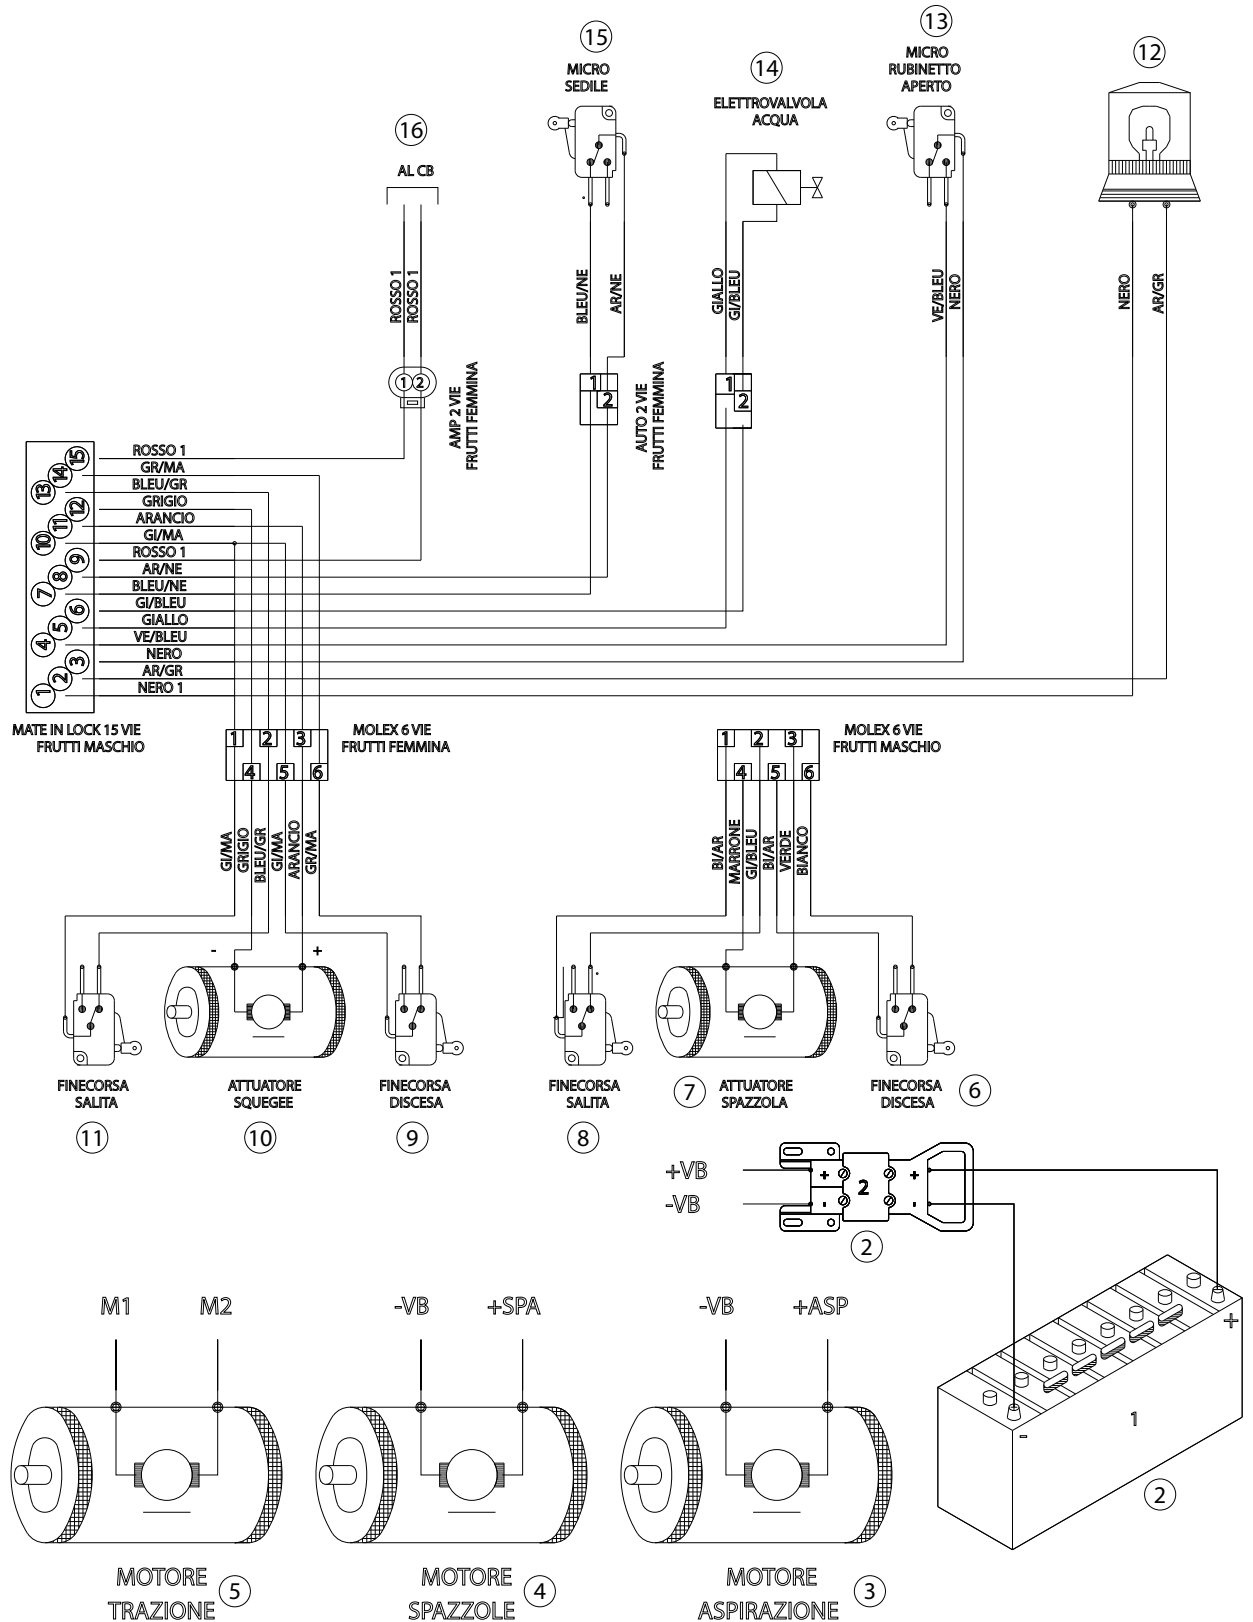 15
MICRO
SEDILE
13
MICRO
RUBINETTO
APERTO
14
ELETTROVALVOLA
ACQUA
12
16
AL CB
ROSSO 1
ROSSO 1
BLEU/NE
AR/NE
GIALLO
GI/BLEU
VE/BLEU
NERO
NERO
AR/GR
1 2
AMP 2 VIE
FRUTTI FEMMINA
1
2
AUTO 2 VIE
FRUTTI FEMMINA
1
2
15 ROSSO 1
14 GR/MA
13 BLEU/GR
12 GRIGIO
11 ARANCIO
10 GI/MA
9 ROSSO 1
8 AR/NE
7 BLEU/NE
6 GI/BLEU
5 GIALLO
4 VE/BLEU
3 NERO
2 AR/GR
1 NERO 1
MATE IN LOCK 15 VIE
FRUTTI MASCHIO
1 2 3
4 5 6
MOLEX 6 VIE
FRUTTI FEMMINA
1 2 3
4 5 6
MOLEX 6 VIE
FRUTTI MASCHIO
GI/MA
GRIGIO
BLEU/GR
GI/MA
ARANCIO
GR/MA
BI/AR
MARRONE
GI/BLEU
BI/AR
VERDE
BIANCO
- +
FINECORSA
SALITA
11
ATTUATORE
SQUEGEE
10
FINECORSA
DISCESA
9
FINECORSA
SALITA
8
7
ATTUATORE
SPAZZOLA
FINECORSA
DISCESA
6
+VB
-VB
+ +
- -
2
2
M1 M2
MOTORE
TRAZIONE
5
-VB +SPA
MOTORE
SPAZZOLE
4
-VB +ASP
MOTORE
ASPIRAZIONE
3
+
-
1
2